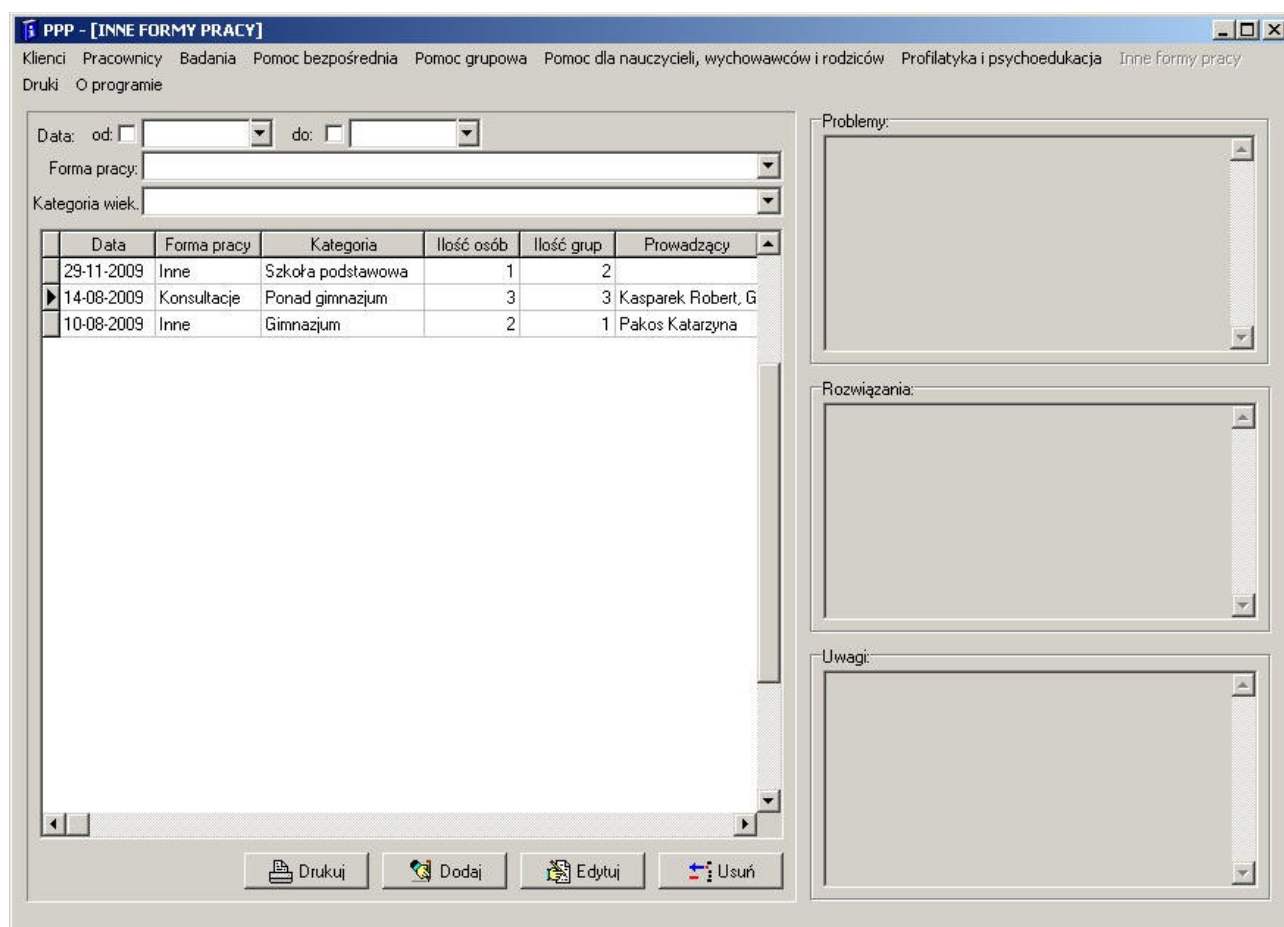 PPP - [INNE FORMY PRACY]
Klienci Pracownicy Badania Pomoc bezpośrednia Pomoc grupowa Pomoc dla nauczycieli, wychowawców i rodziców Profilatyka i psychoedukacja Inne formy pracy
Druki O programie
Data: od: do:
Forma pracy:
Kategoria wiek.
Data Forma pracy Kategoria Ilość osób Ilość grup Prowadzący
29-11-2009 Inne Szkoła podstawowa 1 2
14-08-2009 Konsultacje Ponad gimnazjum 3 3 Kasparek Robert, G
10-08-2009 Inne Gimnazjum 2 1 Pakos Katarzyna
Drukuj Dodaj Edytuj Usuń
Problemy:
Rozwiązania:
Uwagi: